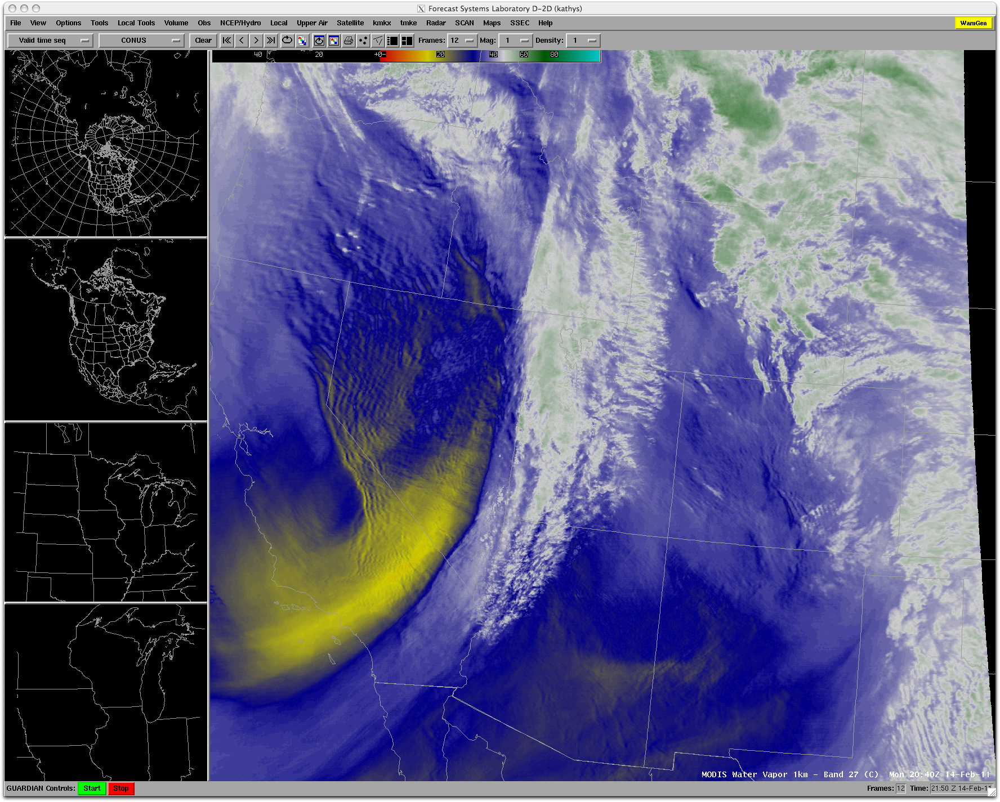 X Forecast Systems Laboratory D-2D (kathys)
File View Options Tools Local Tools Volume Obs NCEP/Hydro Local Upper Air Satellite kmkx tmke Radar SCAN Maps SSEC Help WarnGen
Valid time seq CONUS Clear Frames: 12 Mag: 1 Density: 1
40 20 +0- 20 40 60 80
MODIS Water Vapor 1km - Band 27 (C) Mon 20:40Z 14-Feb-11
GUARDIAN Controls: Start Stop Frames: 12 Time: 21:50 Z 14-Feb-1